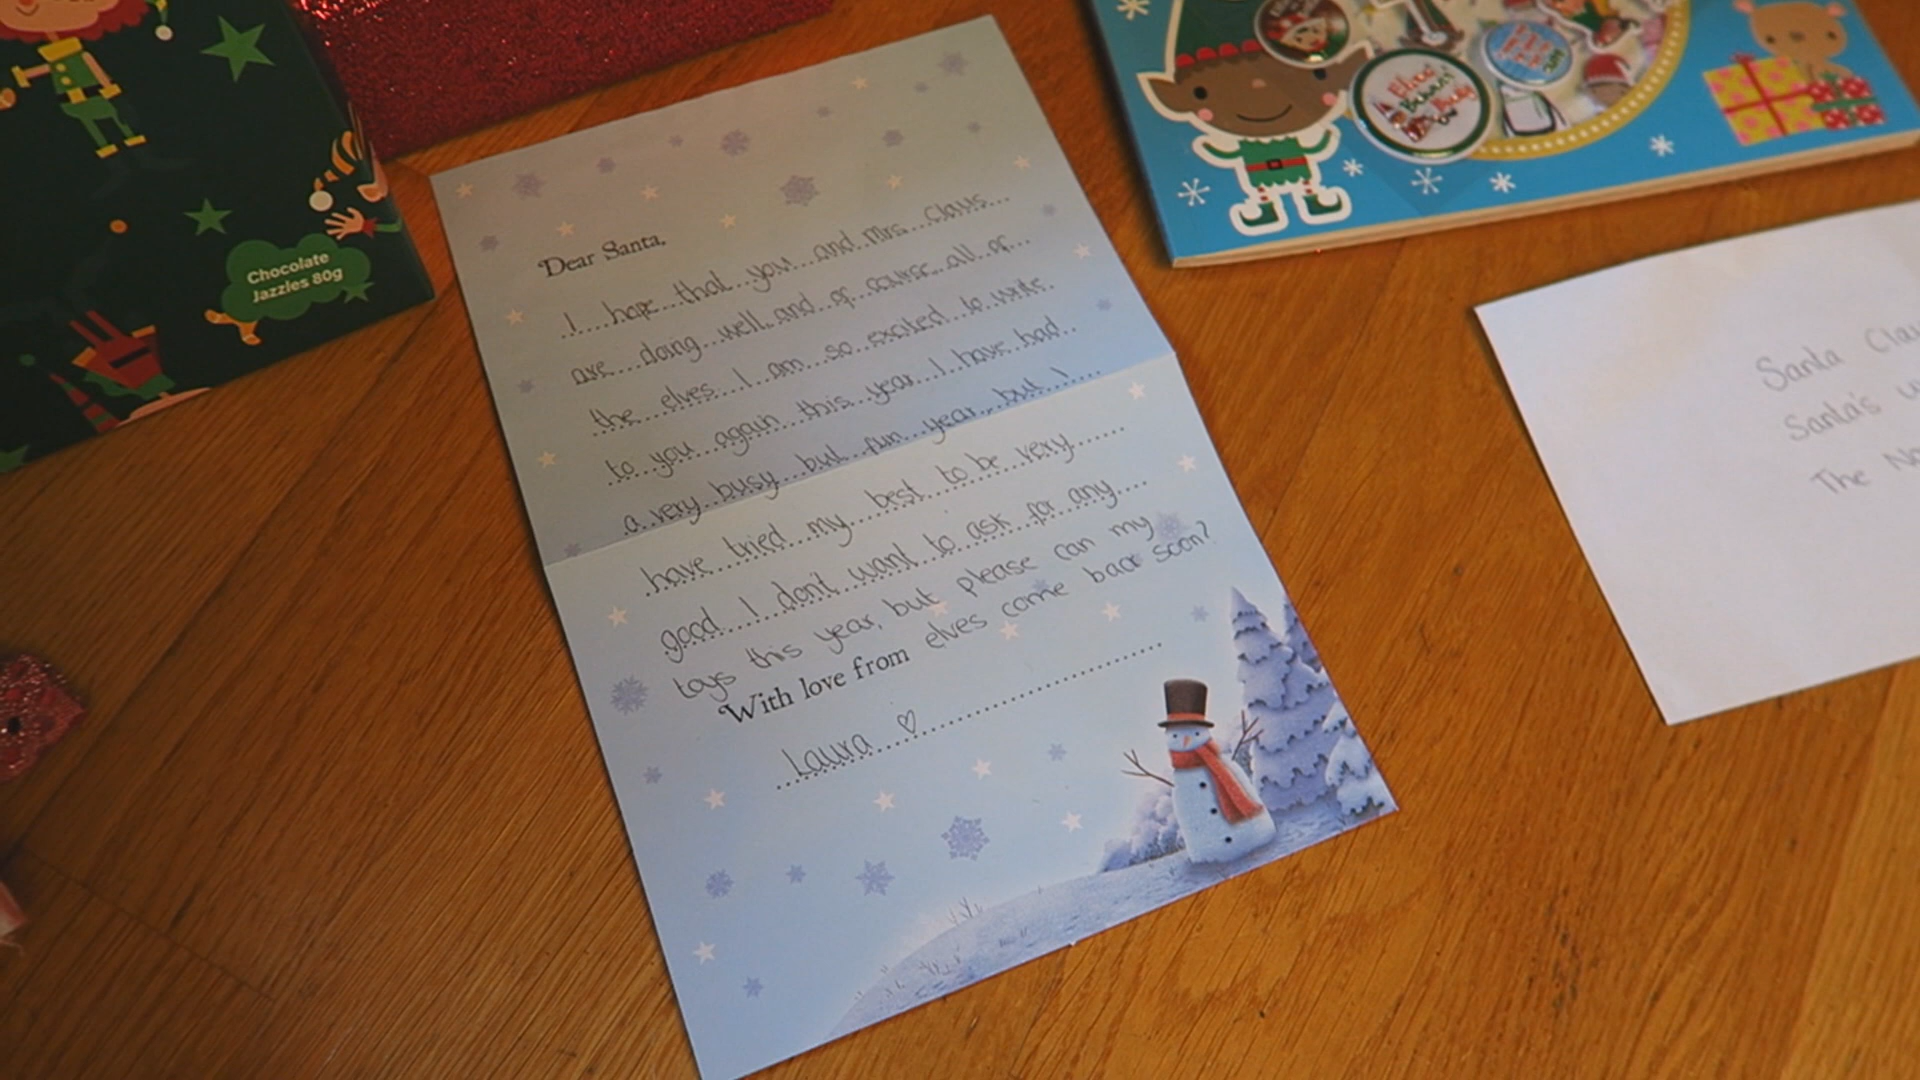 Chocolate
Jazzles 80g
Dear Santa,
I hope that you and Mrs. Claus
are doing well, and of course all of
the elves. I am so excited to write
to you again this year. I have had
a very busy but fun year, but I
have tried my best to be very
good. I don't want to ask for any
toys this year, but please can my
elves come back soon?
With love from
Laura ♡
Santa Clau
Santa's
The No